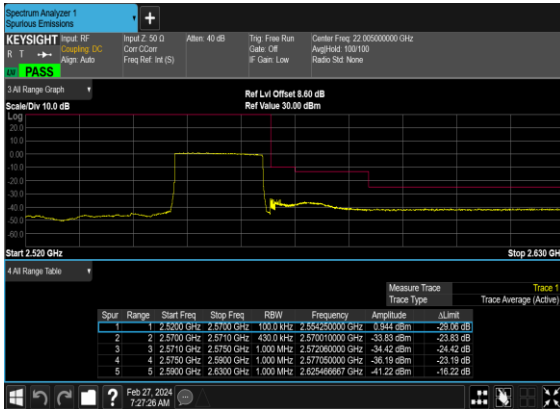 Spectrum Analyzer 1
Spurious Emissions
+
KEYSIGHT Input: RF Input Z: 50 Ω Atten: 40 dB Trig: Free Run Center Freq: 22.005000000 GHz
R T Coupling: DC Corr CCorr Gate: Off Avg|Hold: 100/100
Align: Auto Freq Ref: Int (S) IF Gain: Low Radio Std: None
LXI PASS
3 All Range Graph
Ref Lvl Offset 8.60 dB
Scale/Div 10.0 dB Ref Value 30.00 dBm
Log
20.0
10.0
0.00
-10.0
-20.0
-30.0
-40.0
-50.0
-60.0
Start 2.520 GHz Stop 2.630 GH
4 All Range Table
Measure Trace Trace 1
Trace Type Trace Average (Active)
Spur Range Start Freq Stop Freq RBW Frequency Amplitude ΔLimit
1 1 2.5200 GHz 2.5700 GHz 100.0 kHz 2.554250000 GHz 0.944 dBm -29.06 dB
2 2 2.5700 GHz 2.5710 GHz 430.0 kHz 2.570010000 GHz -33.83 dBm -23.83 dB
3 3 2.5710 GHz 2.5750 GHz 1.000 MHz 2.572060000 GHz -34.42 dBm -24.42 dB
4 4 2.5750 GHz 2.5900 GHz 1.000 MHz 2.577050000 GHz -36.19 dBm -23.19 dB
5 5 2.5900 GHz 2.6300 GHz 1.000 MHz 2.625466667 GHz -41.22 dBm -16.22 dB
? Feb 27, 2024
7:27:26 AM